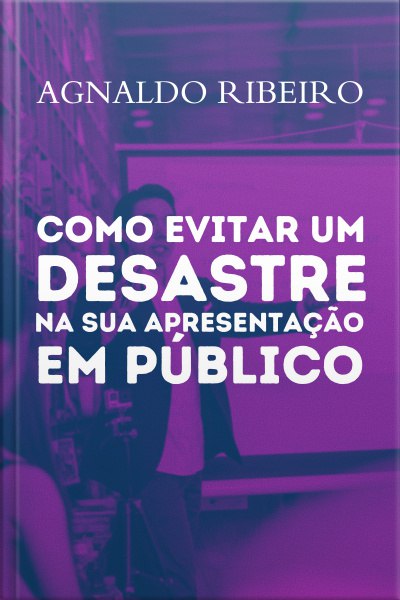 AGNALDO RIBEIRO
COMO EVITAR UM
DESASTRE
NA SUA APRESENTAÇÃO
EM PÚBLICO